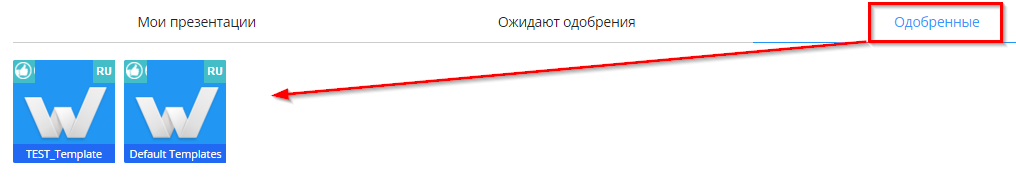 Мои презентации
Ожидают одобрения
Одобренные
RU
RU
TEST_Template
Default Templates